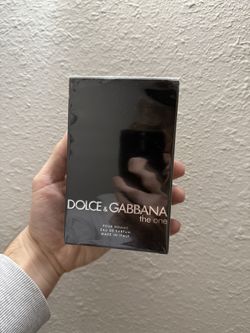 DOLCE & GABBANA
the one
POUR HOMME
EAU DE PARFUM
MADE IN ITALY